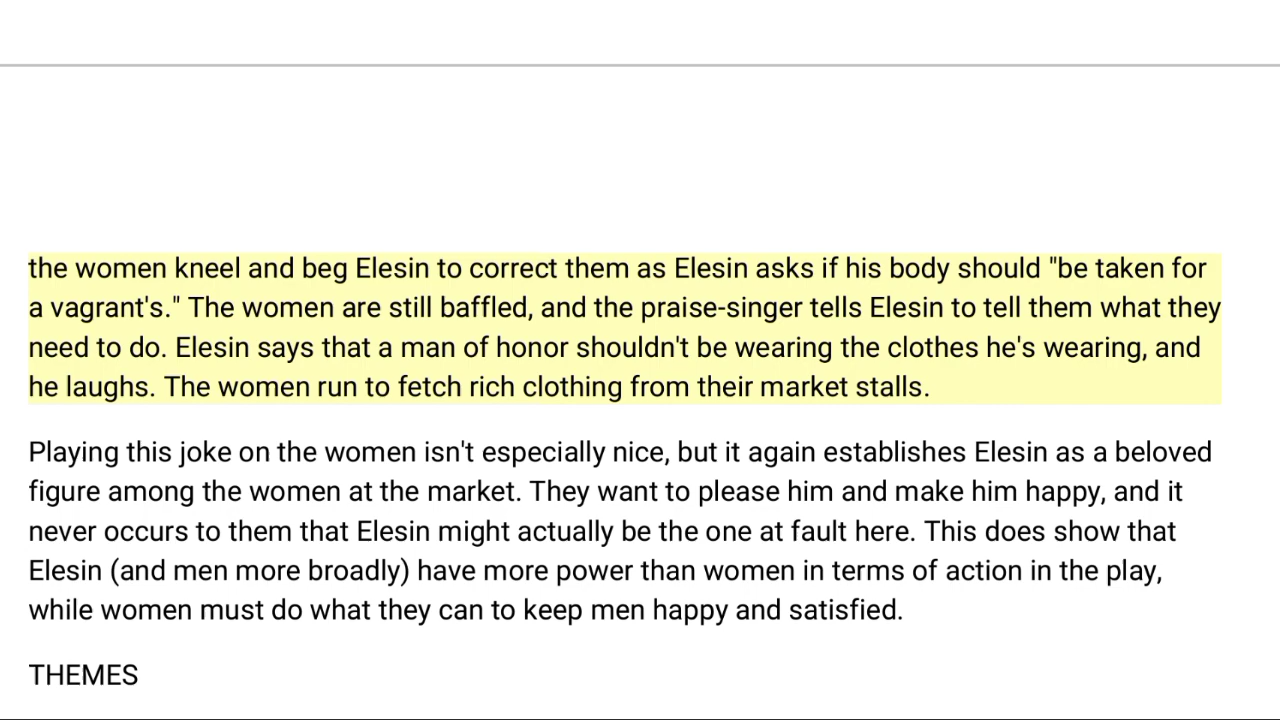 the women kneel and beg Elesin to correct them as Elesin asks if his body should "be taken for
a vagrant's." The women are still baffled, and the praise-singer tells Elesin to tell them what they
need to do. Elesin says that a man of honor shouldn't be wearing the clothes he's wearing, and
he laughs. The women run to fetch rich clothing from their market stalls.
Playing this joke on the women isn't especially nice, but it again establishes Elesin as a beloved
figure among the women at the market. They want to please him and make him happy, and it
never occurs to them that Elesin might actually be the one at fault here. This does show that
Elesin (and men more broadly) have more power than women in terms of action in the play,
while women must do what they can to keep men happy and satisfied.
THEMES